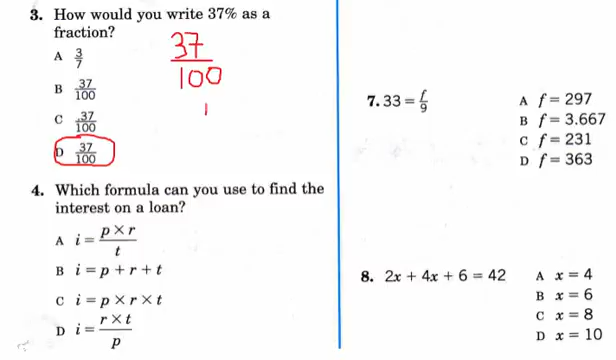 3. How would you write 37% as a
fraction?
A 3/7
B 37/100
C .37/100
D 37/100
37/100
4. Which formula can you use to find the
interest on a loan?
A i = p × r / t
B i = p + r + t
C i = p × r × t
D i = r × t / p
7. 33 = f/9
A f = 297
B f = 3.667
C f = 231
D f = 363
8. 2x + 4x + 6 = 42
A x = 4
B x = 6
C x = 8
D x = 10